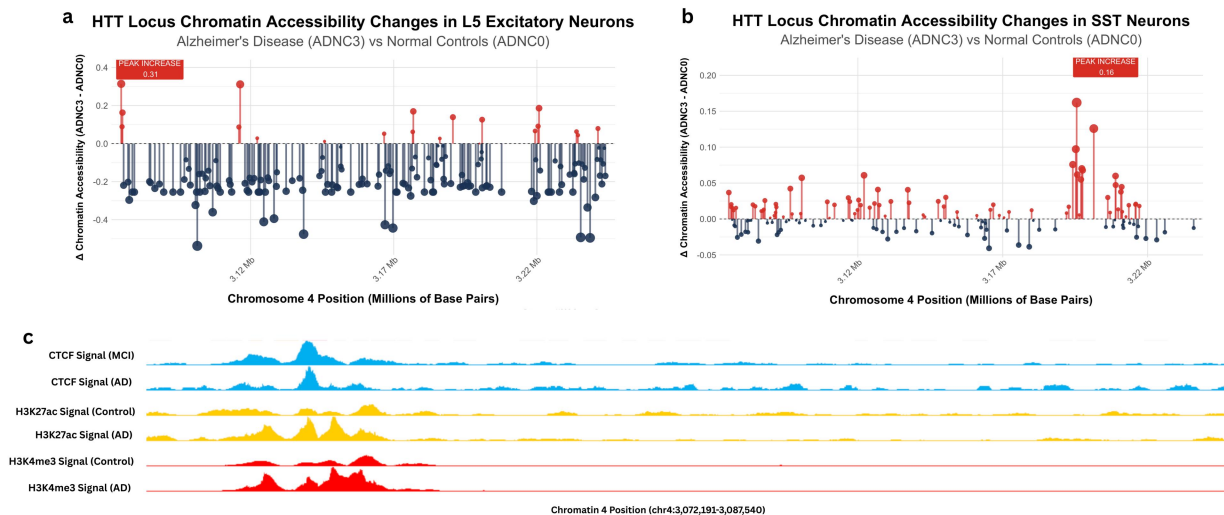 a
HTT Locus Chromatin Accessibility Changes in L5 Excitatory Neurons
Alzheimer's Disease (ADNC3) vs Normal Controls (ADNC0)
PEAK INCREASE
0.31
Δ Chromatin Accessibility (ADNC3 - ADNC0)
0.4
0.2
0.0
-0.2
-0.4
3.12 Mb
3.17 Mb
3.22 Mb
Chromosome 4 Position (Millions of Base Pairs)
b
HTT Locus Chromatin Accessibility Changes in SST Neurons
Alzheimer's Disease (ADNC3) vs Normal Controls (ADNC0)
PEAK INCREASE
0.16
Δ Chromatin Accessibility (ADNC3 - ADNC0)
0.20
0.15
0.10
0.05
0.00
-0.05
3.12 Mb
3.17 Mb
3.22 Mb
Chromosome 4 Position (Millions of Base Pairs)
c
CTCF Signal (MCI)
CTCF Signal (AD)
H3K27ac Signal (Control)
H3K27ac Signal (AD)
H3K4me3 Signal (Control)
H3K4me3 Signal (AD)
Chromatin 4 Position (chr4:3,072,191-3,087,540)